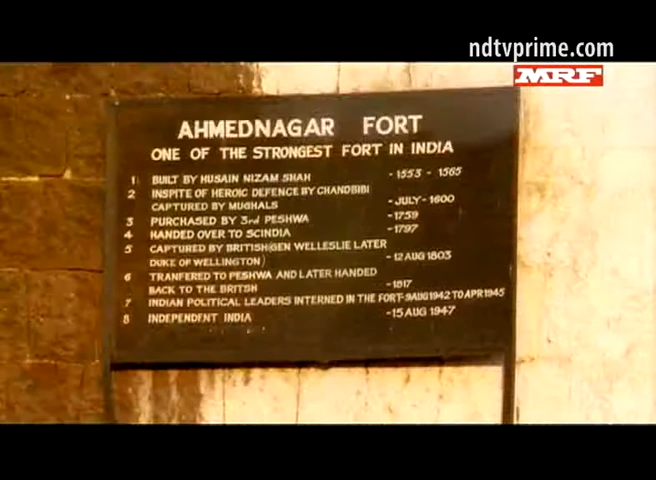 ndtvprime.com
MRF
AHMEDNAGAR FORT
ONE OF THE STRONGEST FORT IN INDIA
1 BUILT BY HUSAIN NIZAM SHAH - 1553 - 1565
2 INSPITE OF HEROIC DEFENCE BY CHANDBIBI
CAPTURED BY MUGHALS - JULY - 1600
3 PURCHASED BY 3rd PESHWA - 1759
4 HANDED OVER TO SCINDIA - 1797
5 CAPTURED BY BRITISH(GEN WELLESLIE LATER
DUKE OF WELLINGTON) - 12 AUG 1803
6 TRANFERED TO PESHWA AND LATER HANDED
BACK TO THE BRITSH - 1817
7 INDIAN POLITICAL LEADERS INTERNED IN THE FORT-9AUG1942 TO APR 1945
8 INDEPENDENT INDIA - 15 AUG 1947